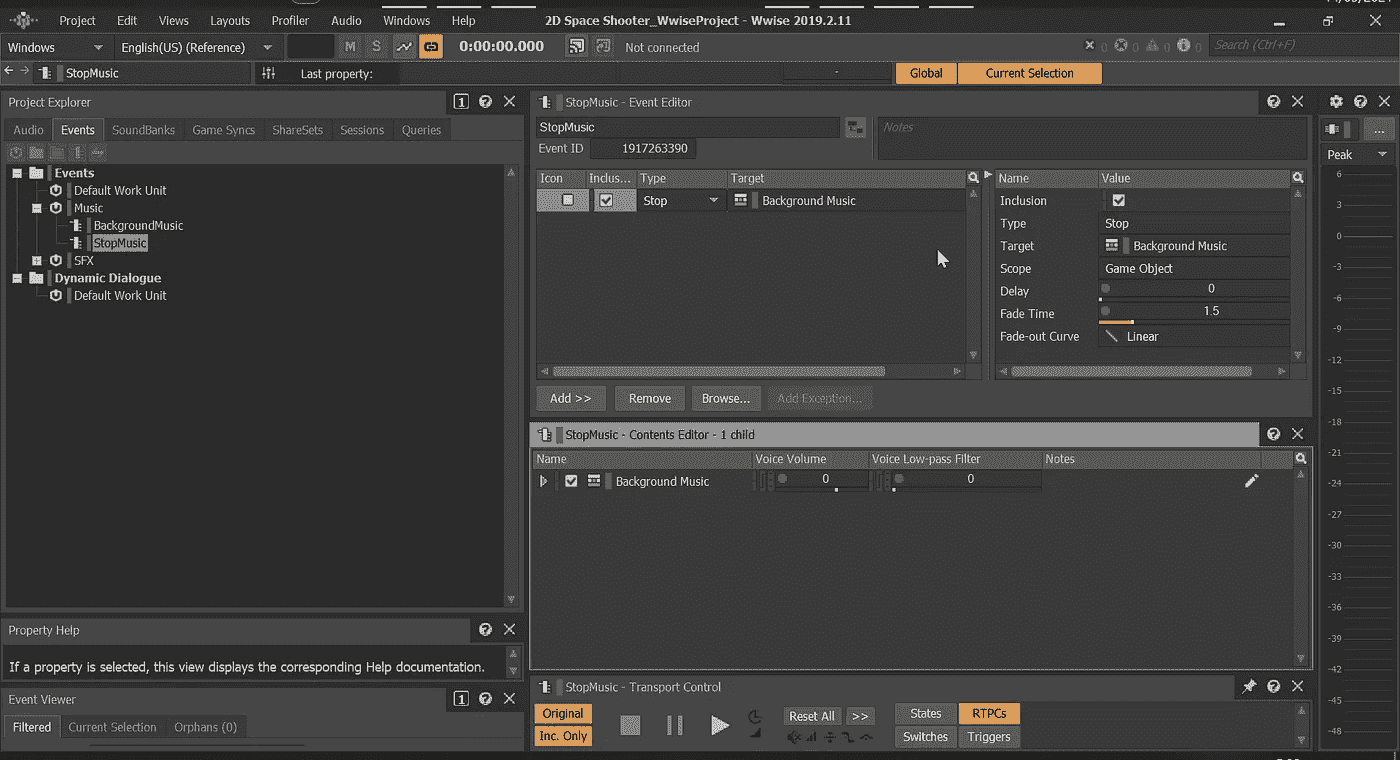 Project Edit Views Layouts Profiler Audio Windows Help 2D Space Shooter_WwiseProject - Wwise 2019.2.11
Windows English(US) (Reference) M S 0:00:00.000 Not connected 0 0 0 0 Search (Ctrl+F)
StopMusic Last property: - Global Current Selection
Project Explorer 1
Audio Events SoundBanks Game Syncs ShareSets Sessions Queries
Events
Default Work Unit
Music
BackgroundMusic
StopMusic
SFX
Dynamic Dialogue
Default Work Unit
Property Help
If a property is selected, this view displays the corresponding Help documentation.
Event Viewer 1
Filtered Current Selection Orphans (0)
StopMusic - Event Editor
StopMusic Notes
Event ID 1917263390
Icon Inclus... Type Target
Stop Background Music
Name Value
Inclusion
Type Stop
Target Background Music
Scope Game Object
Delay 0
Fade Time 1.5
Fade-out Curve Linear
Add >> Remove Browse... Add Exception...
StopMusic - Contents Editor - 1 child
Name Voice Volume Voice Low-pass Filter Notes
Background Music 0 0
StopMusic - Transport Control
Original Reset All >> States RTPCs
Inc. Only Switches Triggers
...
Peak
6
3
0
-3
-6
-9
-12
-15
-18
-21
-24
-27
-30
-33
-36
-39
-42
-45
-48